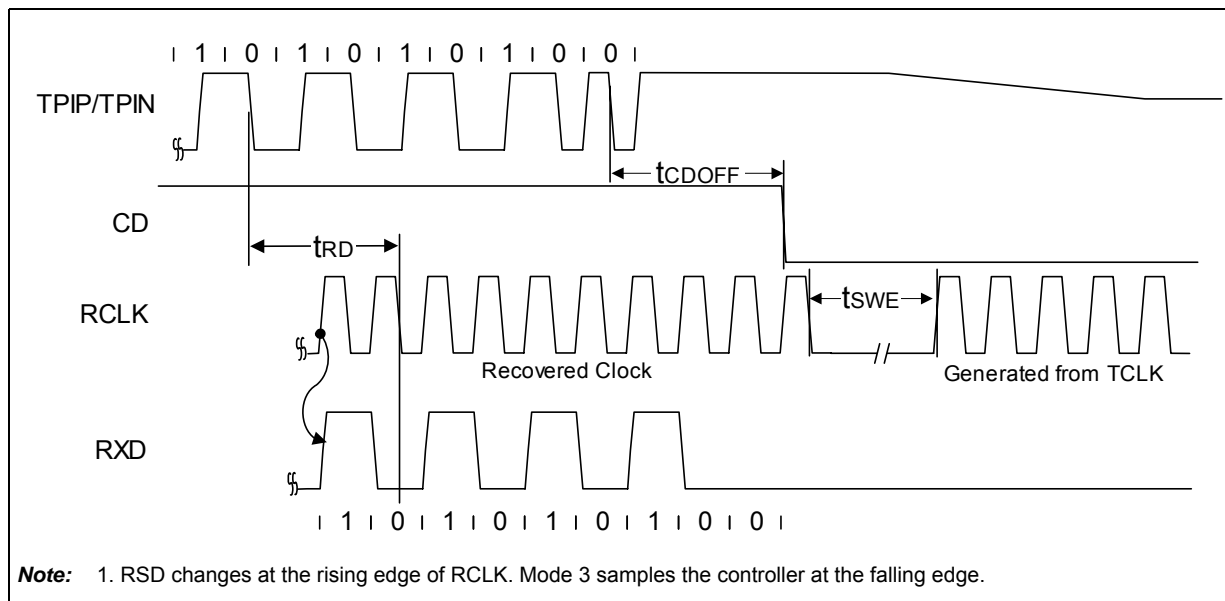 1 0 1 0 1 0 1 0 0
TPIP/TPIN
tCDOFF
CD
tRD
RCLK
tSWE
Recovered Clock
Generated from TCLK
RXD
1 0 1 0 1 0 1 0 0
Note: 1. RSD changes at the rising edge of RCLK. Mode 3 samples the controller at the falling edge.